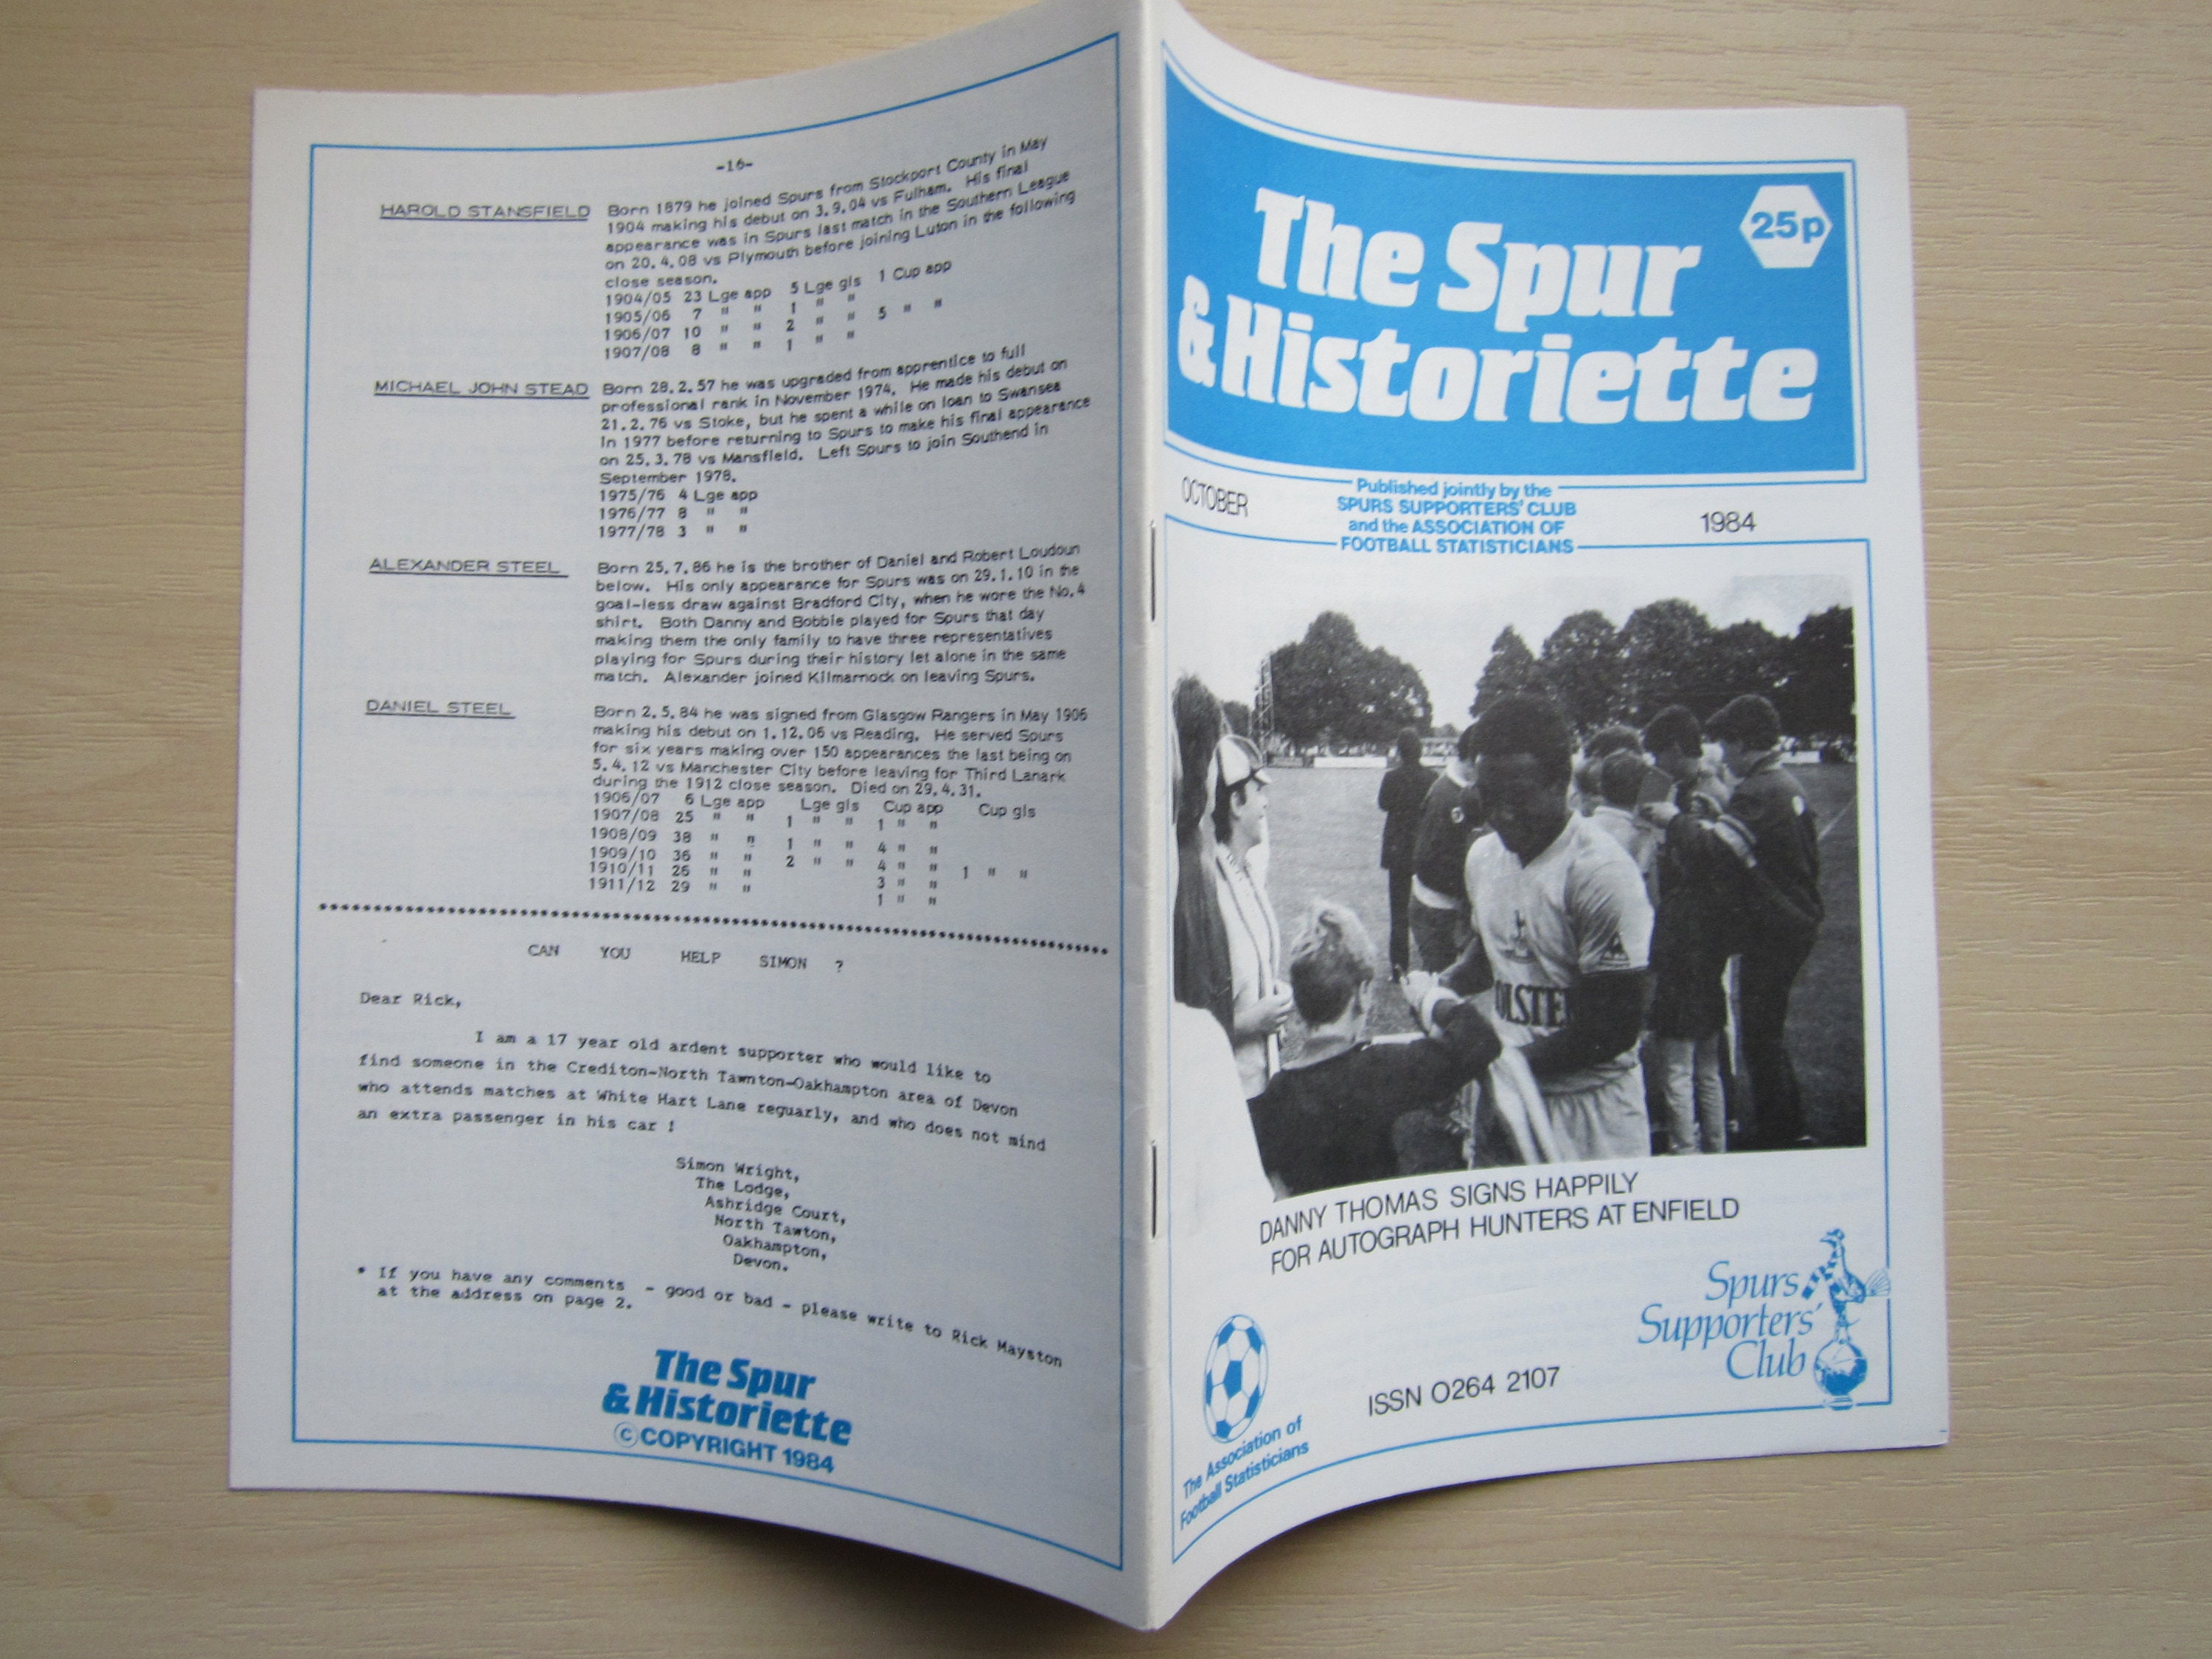 -16-
HAROLD STANSFIELD Born 1879 he joined Spurs from Stockport County in May
1904 making his debut on 3.9.04 vs Fulham. His final
appearance was in Spurs last match in the Southern League
on 20.4.08 vs Plymouth before joining Luton in the following
close season.
1904/05 23 Lge app 5 Lge gls 1 Cup app
1905/06 7 " " 1 " "
1906/07 10 " " 2 " " 5 " "
1907/08 8 " " 1 " "
MICHAEL JOHN STEAD Born 28.2.57 he was upgraded from apprentice to full
professional rank in November 1974. He made his debut on
21.2.76 vs Stoke, but he spent a while on loan to Swansea
in 1977 before returning to Spurs to make his final appearance
on 25.3.78 vs Mansfield. Left Spurs to join Southend in
September 1978.
1975/76 4 Lge app
1976/77 8 " "
1977/78 3 " "
ALEXANDER STEEL Born 25.7.86 he is the brother of Daniel and Robert Loudoun
below. His only appearance for Spurs was on 29.1.10 in the
goal-less draw against Bradford City, when he wore the No.4
shirt. Both Danny and Bobbie played for Spurs that day
making them the only family to have three representatives
playing for Spurs during their history let alone in the same
match. Alexander joined Kilmarnock on leaving Spurs.
DANIEL STEEL Born 2.5.84 he was signed from Glasgow Rangers in May 1906
making his debut on 1.12.06 vs Reading. He served Spurs
for six years making over 150 appearances the last being on
5.4.12 vs Manchester City before leaving for Third Lanark
during the 1912 close season. Died on 29.4.31.
1906/07 6 Lge app Lge gls Cup app Cup gls
1907/08 25 " " 1 " " 1 " "
1908/09 38 " " 1 " " 4 " "
1909/10 36 " " 2 " " 4 " " 1 " "
1910/11 26 " " 3 " "
1911/12 29 " " 1 " "
CAN YOU HELP SIMON ?
Dear Rick,
I am a 17 year old ardent supporter who would like to
find someone in the Crediton-North Tawnton-Oakhampton area of Devon
who attends matches at White Hart Lane reguarly, and who does not mind
an extra passenger in his car !
Simon Wright,
The Lodge,
Ashridge Court,
North Tawton,
Oakhampton,
Devon.
* If you have any comments - good or bad - please write to Rick Mayston
at the address on page 2.
The Spur
& Historiette
© COPYRIGHT 1984
The Spur
& Historiette
25p
OCTOBER
Published jointly by the
SPURS SUPPORTERS' CLUB
and the ASSOCIATION OF
FOOTBALL STATISTICIANS
1984
OLSTE
DANNY THOMAS SIGNS HAPPILY
FOR AUTOGRAPH HUNTERS AT ENFIELD
Spurs
Supporters'
Club
ISSN 0264 2107
The Association of
Football Statisticians